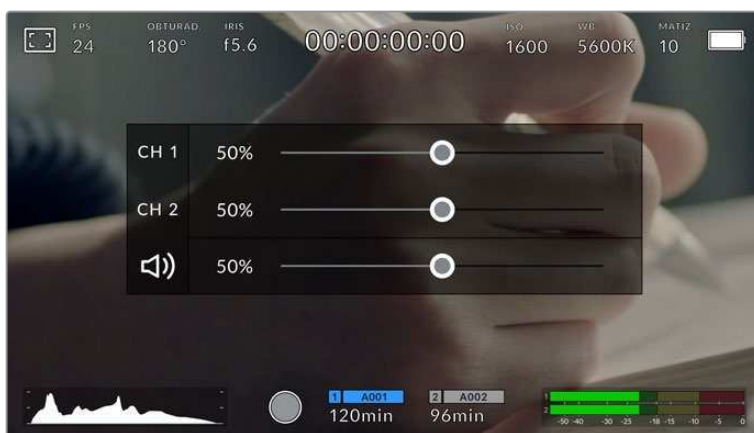 FPS OBTURAD. IRIS ISO WB MATIZ
24 180° f5.6 00:00:00:00 1600 5600K 10
CH 1 50%
CH 2 50%
50%
1 A001 2 A002
120min 96min
1
2
-50 -40 -30 -25 -18 -15 -10 -5 0